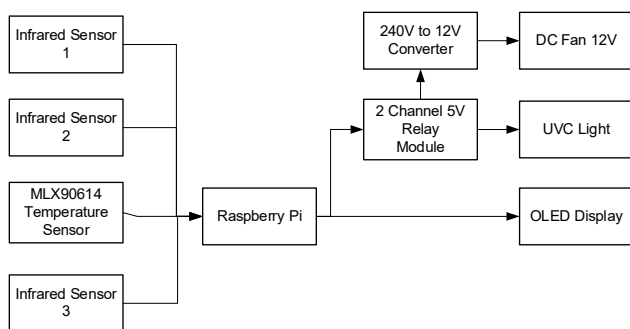 Infrared Sensor
1
Infrared Sensor
2
MLX90614
Temperature
Sensor
Infrared Sensor
3
Raspberry Pi
240V to 12V
Converter
2 Channel 5V
Relay
Module
DC Fan 12V
UVC Light
OLED Display